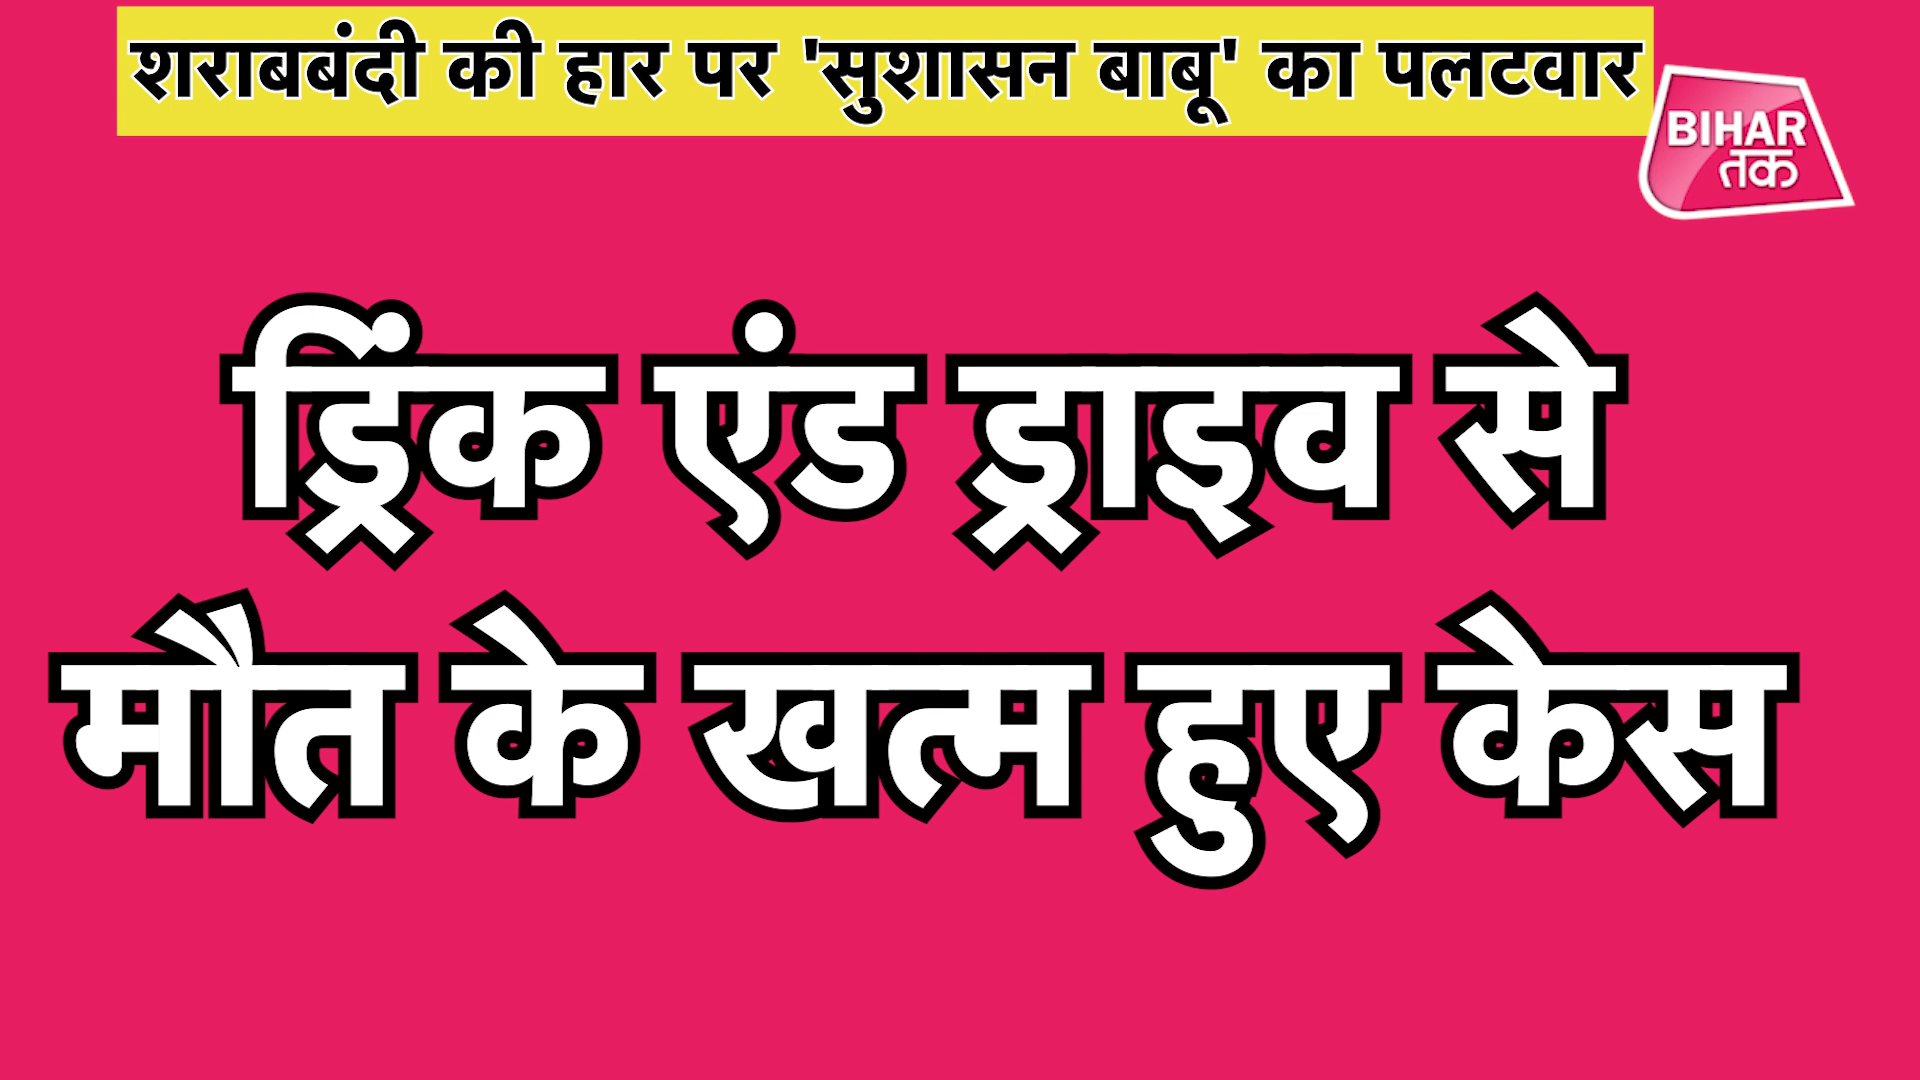 शराबबंदी की हार पर 'सुशासन बाबू' का पलटवार
BIHAR
तक
ड्रिंक एंड ड्राइव से
मौत के खत्म हुए केस